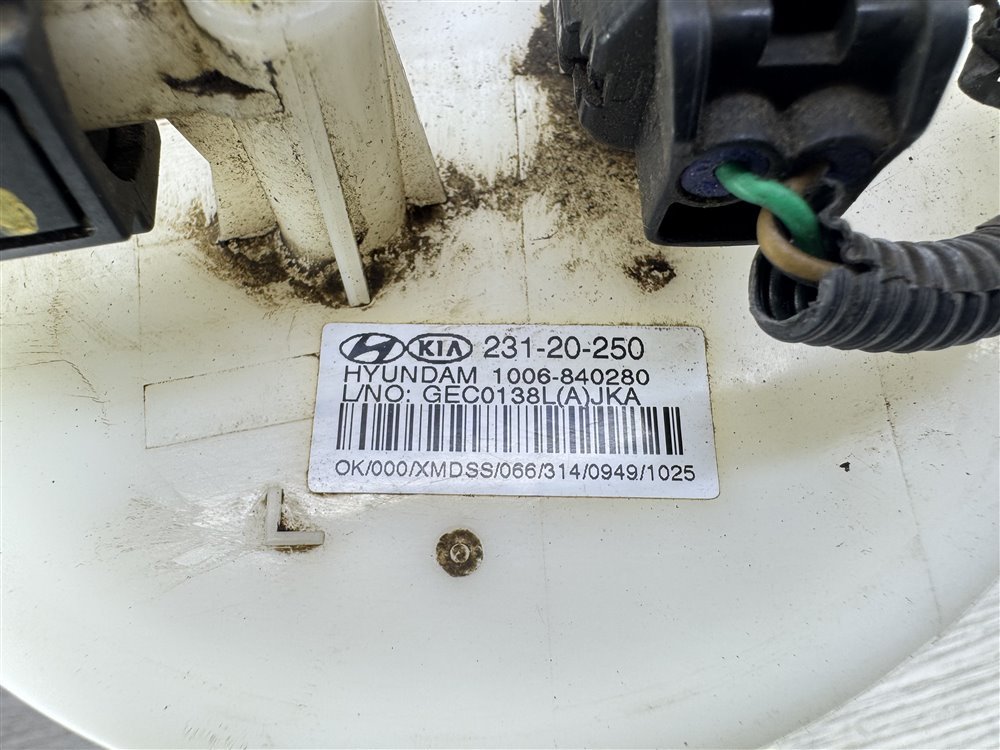 KIA 231-20-250
HYUNDAM 1006-840280
L/NO: GEC0138L(A)JKA
OK/000/XMDSS/066/314/0949/1025